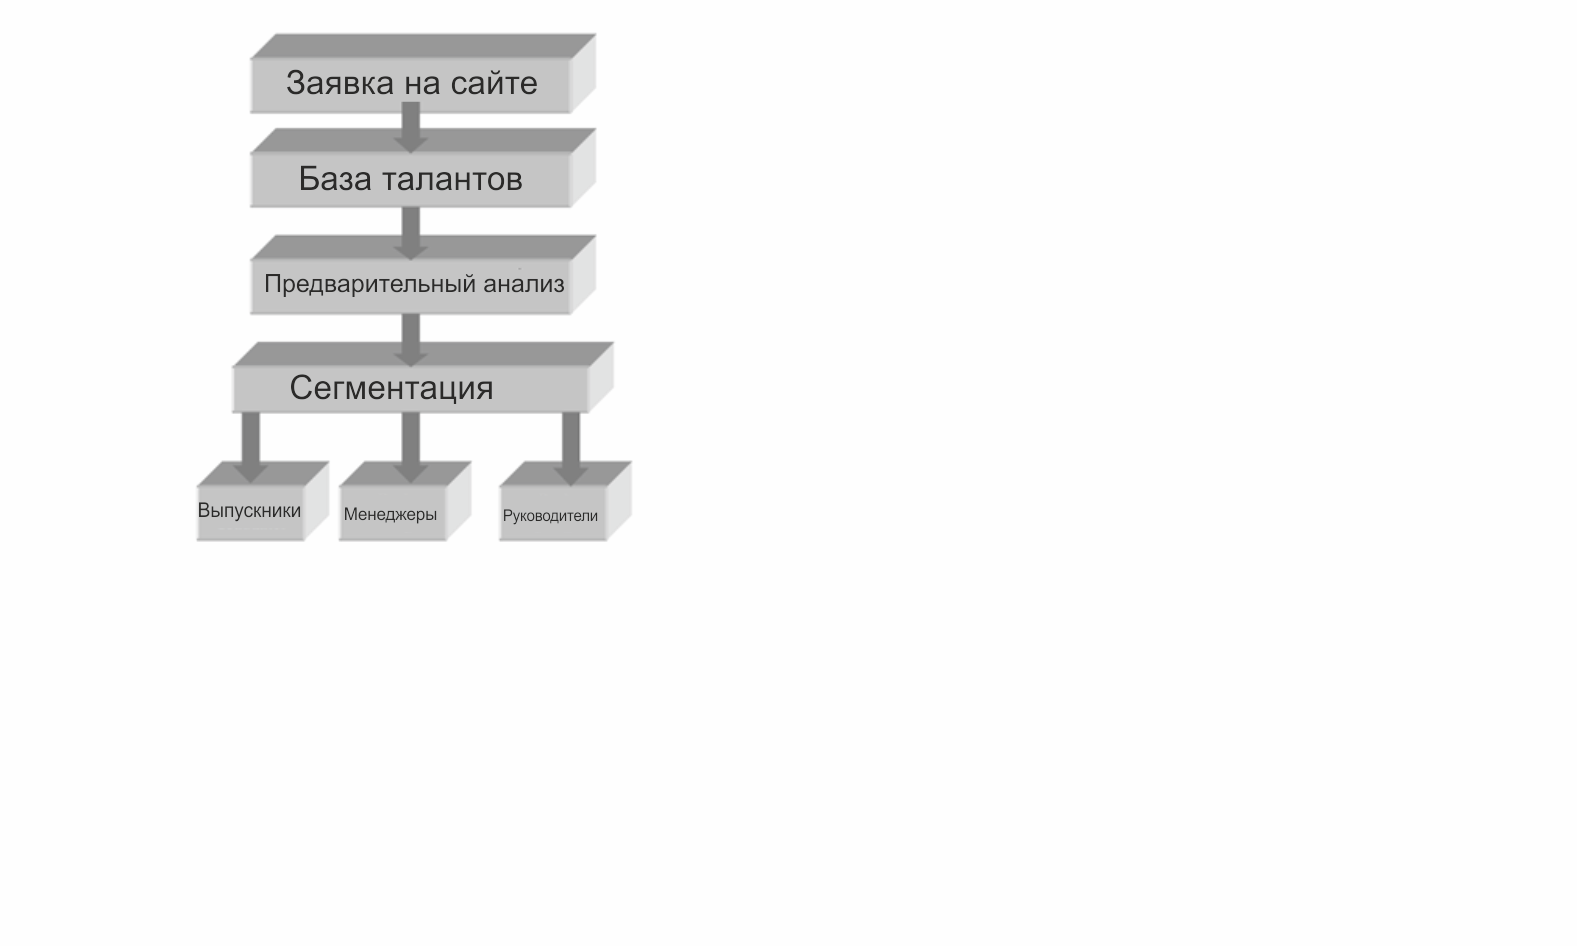 Заявка на сайте
База талантов
Предварительный анализ
Сегментация
Выпускники
Менеджеры
Руководители